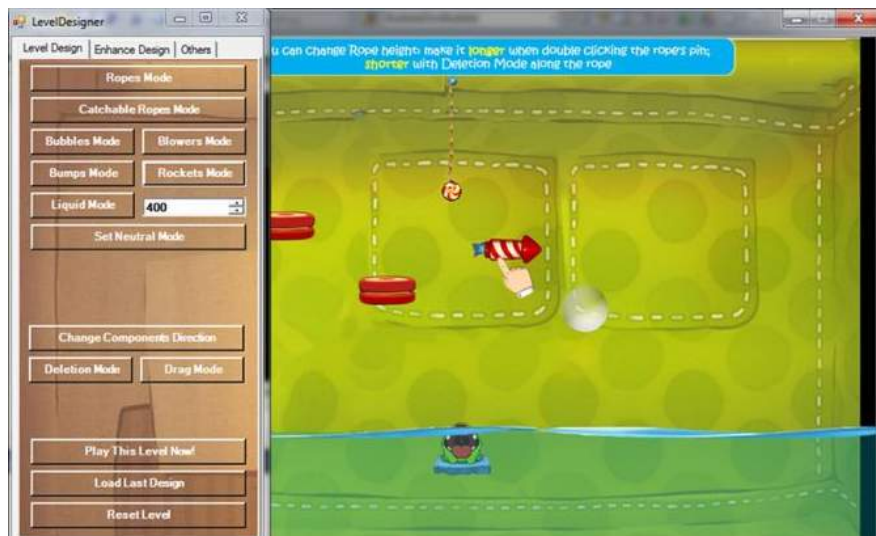 LevelDesigner
Level Design Enhance Design Others
u can change Rope height: make it longer when double clicking the rope's pin;
shorter with Deletion Mode along the rope
Ropes Mode
Catchable Ropes Mode
Bubbles Mode Blowers Mode
Bumps Mode Rockets Mode
Liquid Mode 400
Set Neutral Mode
Change Components Direction
Deletion Mode Drag Mode
Play This Level Now!
Load Last Design
Reset Level